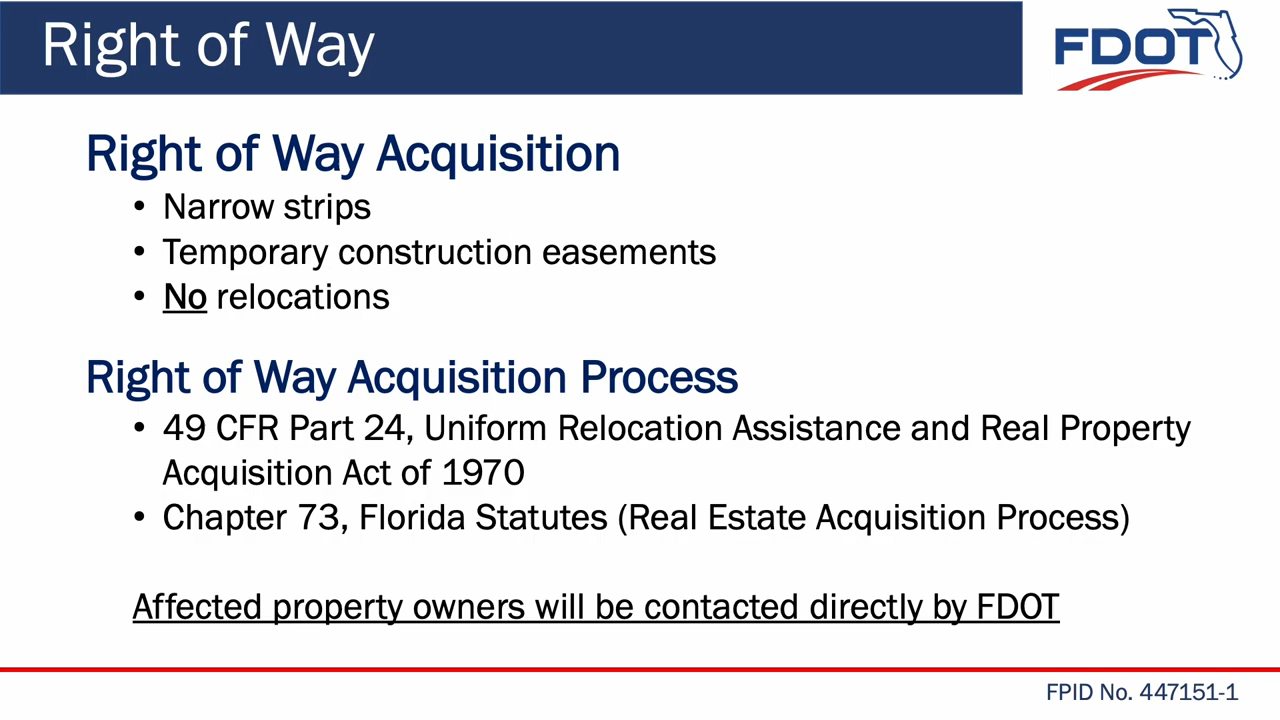 Right of Way
FDOT
Right of Way Acquisition
• Narrow strips
• Temporary construction easements
• No relocations
Right of Way Acquisition Process
• 49 CFR Part 24, Uniform Relocation Assistance and Real Property
Acquisition Act of 1970
• Chapter 73, Florida Statutes (Real Estate Acquisition Process)
Affected property owners will be contacted directly by FDOT
FPID No. 447151-1